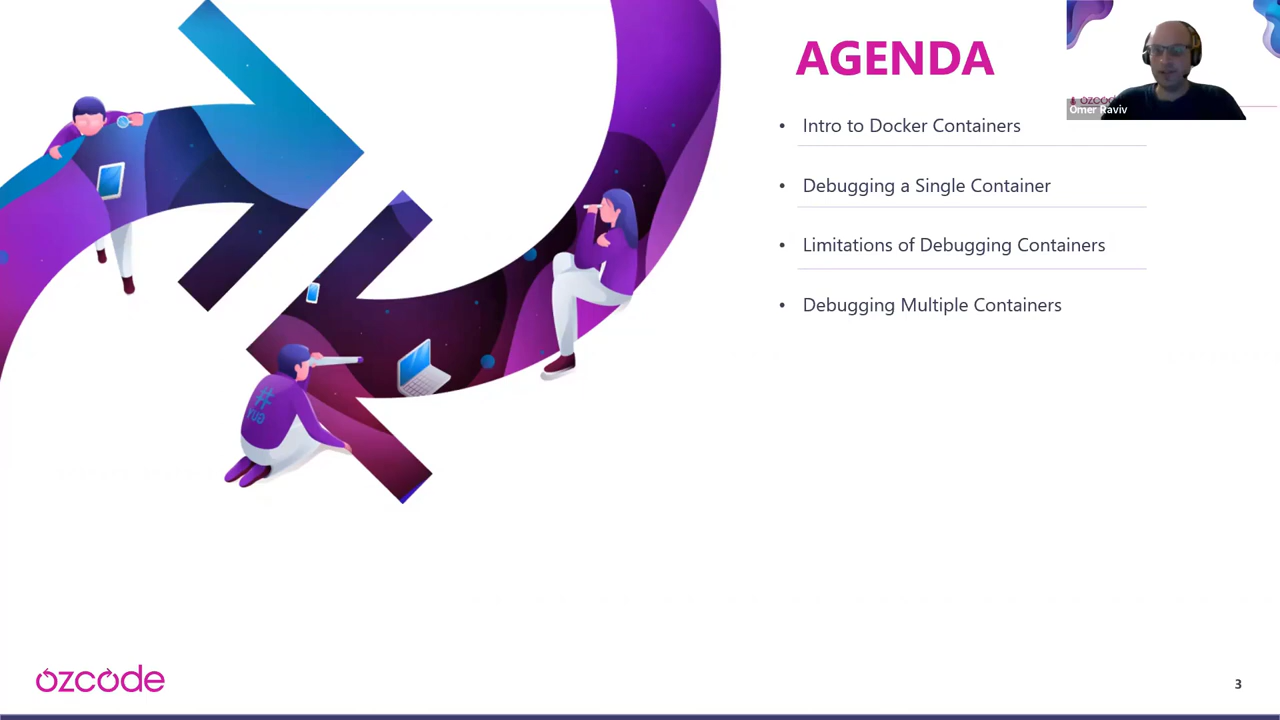 AGENDA
OZCODE
Omer Raviv
• Intro to Docker Containers
• Debugging a Single Container
• Limitations of Debugging Containers
• Debugging Multiple Containers
#
ozcode
3